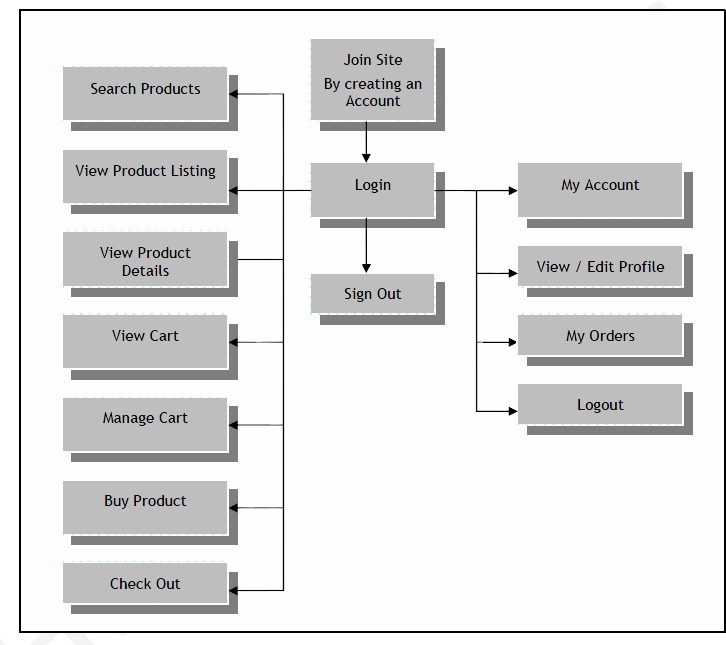 Join Site
By creating an
Account
Search Products
View Product Listing
Login
My Account
View Product
Details
View / Edit Profile
Sign Out
View Cart
My Orders
Manage Cart
Logout
Buy Product
Check Out